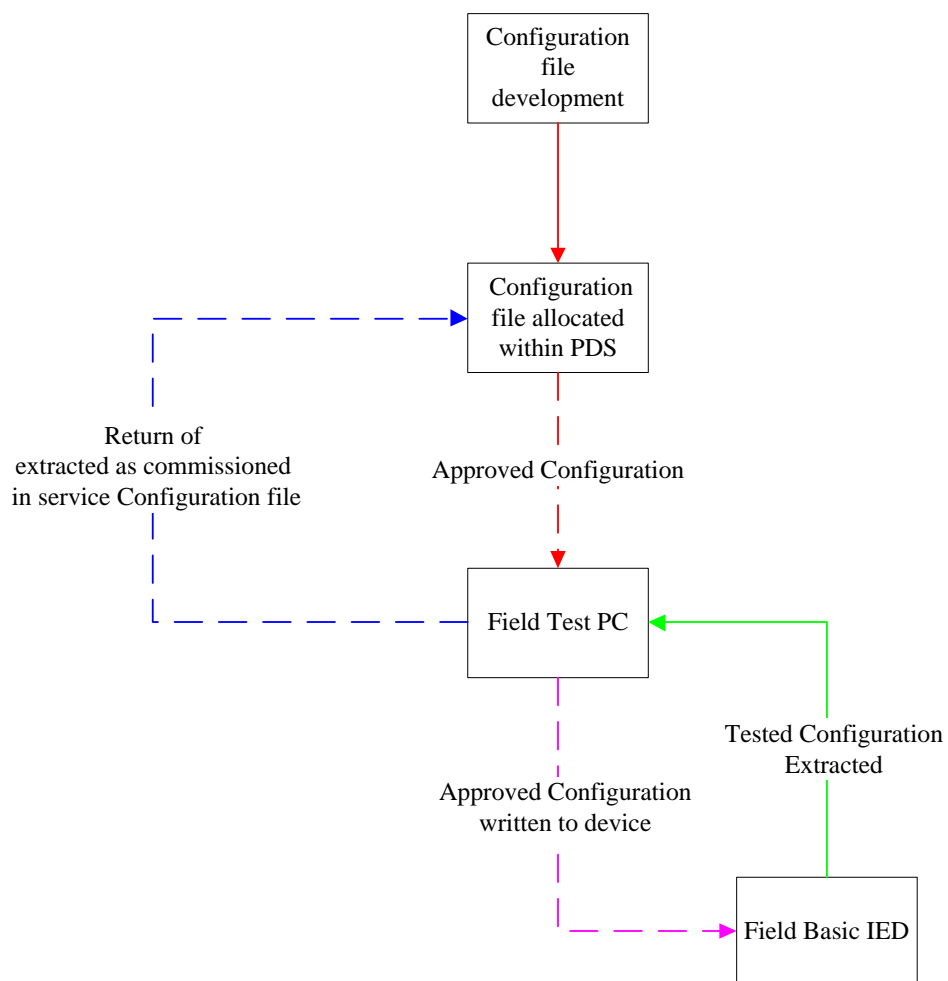 Configuration
file
development
Configuration
file allocated
within PDS
Return of
extracted as commissioned
in service Configuration file
Approved Configuration
Field Test PC
Tested Configuration
Extracted
Approved Configuration
written to device
Field Basic IED